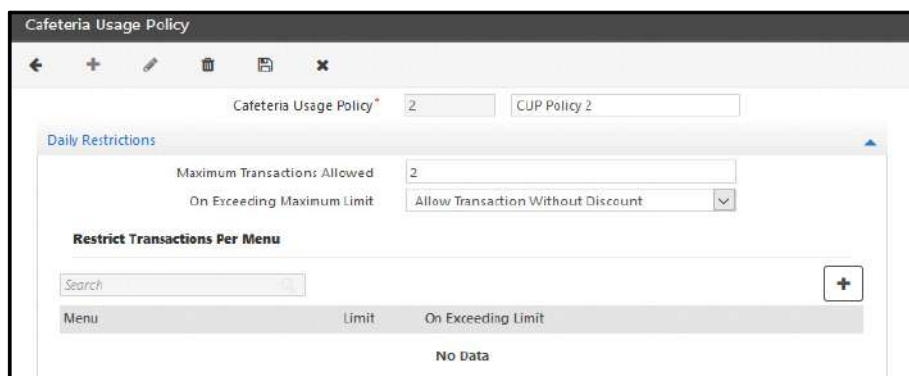 Cafeteria Usage Policy
Cafeteria Usage Policy* 2 CUP Policy 2
Daily Restrictions
Maximum Transactions Allowed 2
On Exceeding Maximum Limit Allow Transaction Without Discount
Restrict Transactions Per Menu
Search
Menu Limit On Exceeding Limit
No Data